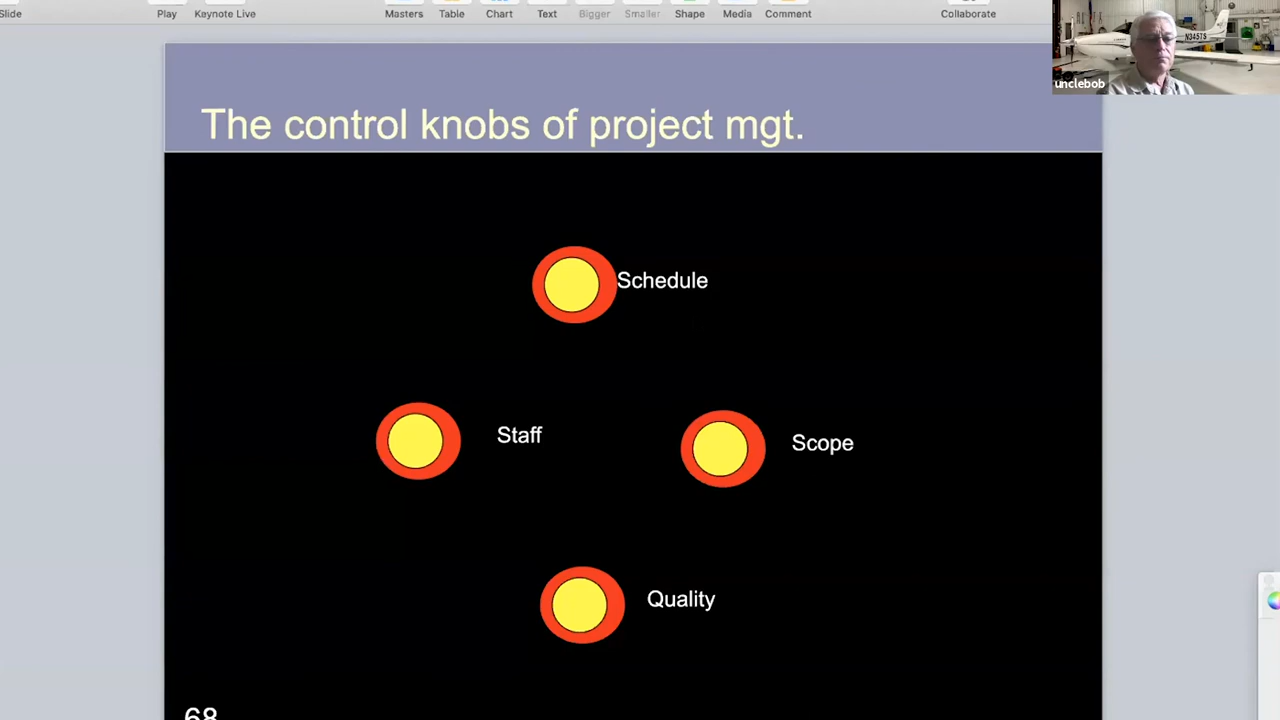 Slide
Play
Keynote Live
Masters
Table
Chart
Text
Bigger
Smaller
Shape
Media
Comment
Collaborate
N345TS
unclebob
The control knobs of project mgt.
Schedule
Staff
Scope
Quality
68